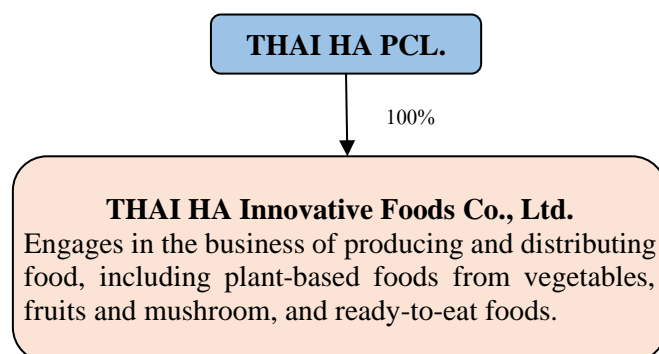 THAI HA PCL.
100%
THAI HA Innovative Foods Co., Ltd.
Engages in the business of producing and distributing
food, including plant-based foods from vegetables,
fruits and mushroom, and ready-to-eat foods.